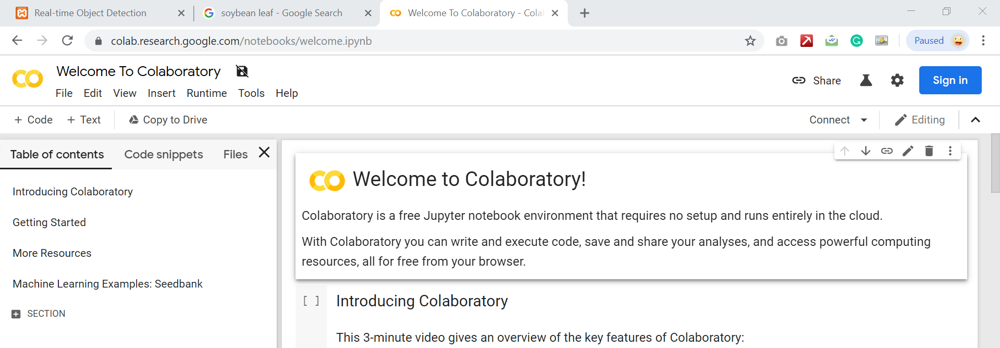 Real-time Object Detection
soybean leaf - Google Search
Welcome To Colaboratory - Cola
colab.research.google.com/notebooks/welcome.ipynb
Paused
Welcome To Colaboratory
File Edit View Insert Runtime Tools Help
Share
Sign in
+ Code + Text Copy to Drive
Connect
Editing
Table of contents Code snippets Files
Introducing Colaboratory
Getting Started
More Resources
Machine Learning Examples: Seedbank
SECTION
Welcome to Colaboratory!
Colaboratory is a free Jupyter notebook environment that requires no setup and runs entirely in the cloud.
With Colaboratory you can write and execute code, save and share your analyses, and access powerful computing
resources, all for free from your browser.
[ ] Introducing Colaboratory
This 3-minute video gives an overview of the key features of Colaboratory: